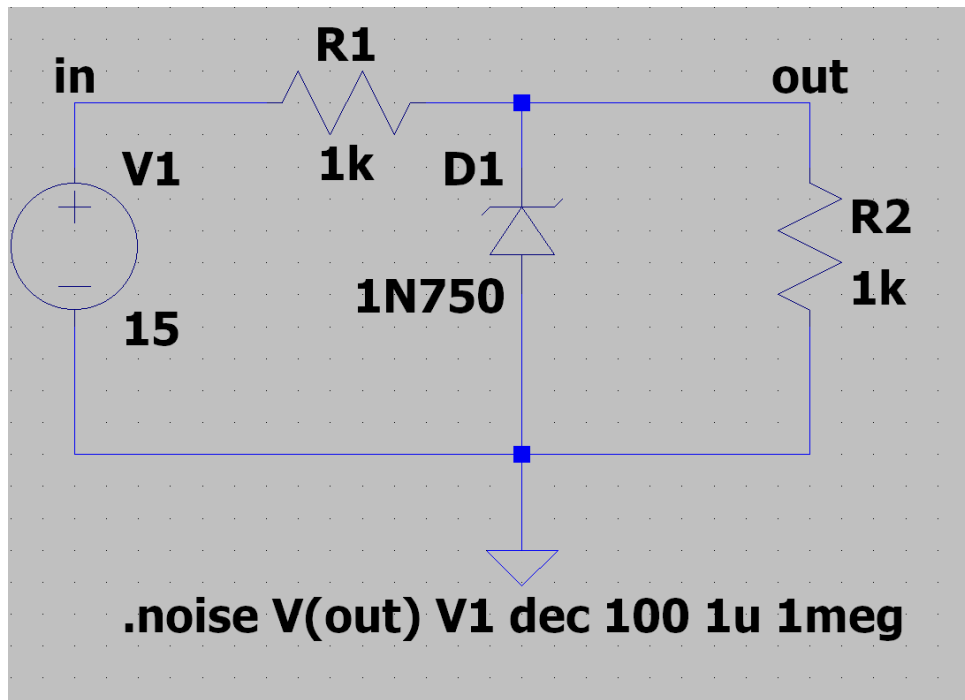 R1
in
out
V1
1k
D1
R2
1N750
1k
15
.noise V(out) V1 dec 100 1u 1meg